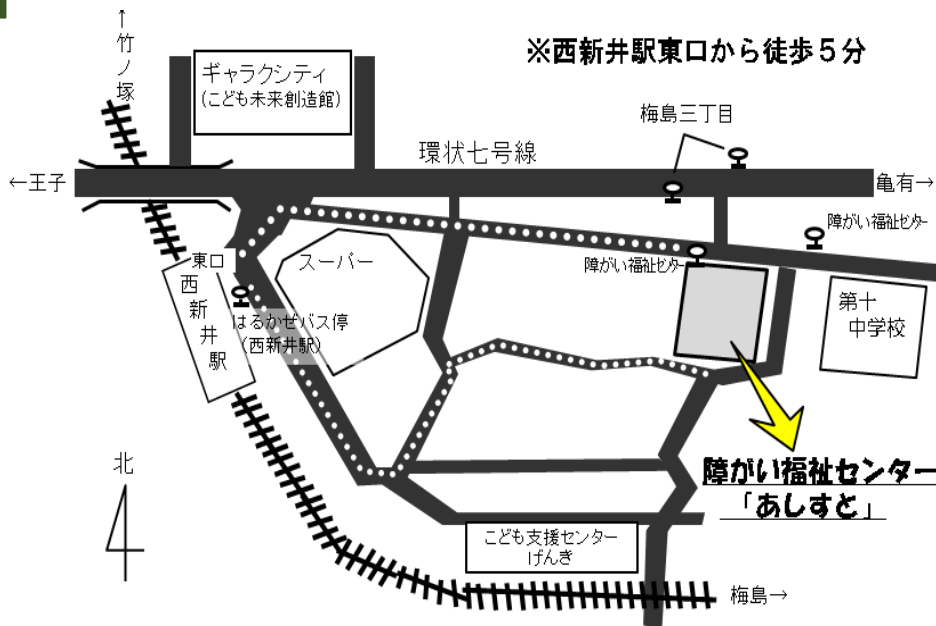 ※西新井駅東口から徒歩５分
↑竹ノ塚
ギャラクシティ
(こども未来創造館)
梅島三丁目
環状七号線
←王子
亀有→
障がい福祉ｾﾝﾀｰ
東口
スーパー
障がい福祉ｾﾝﾀｰ
西新井駅
はるかぜバス停
(西新井駅)
第十
中学校
北
障がい福祉センター
「あしすと」
こども支援センター
げんき
梅島→